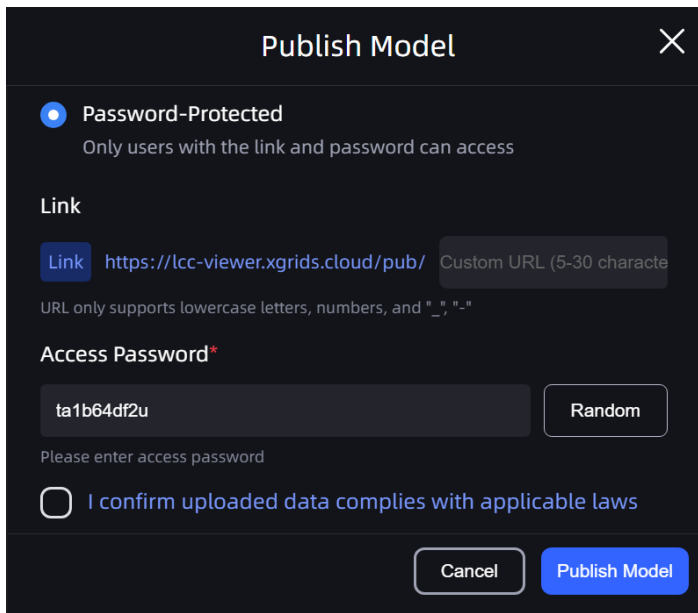 Publish Model
Password-Protected
Only users with the link and password can access
Link
Link https://lcc-viewer.xgrids.cloud/pub/ Custom URL (5-30 characte
URL only supports lowercase letters, numbers, and "_", "-"
Access Password*
ta1b64df2u Random
Please enter access password
I confirm uploaded data complies with applicable laws
Cancel Publish Model